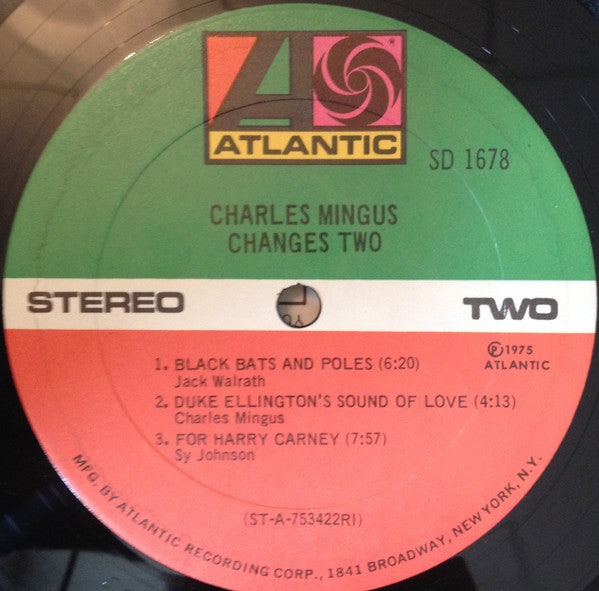 ATLANTIC
SD 1678
CHARLES MINGUS
CHANGES TWO
STEREO
TWO
℗1975
ATLANTIC
1. BLACK BATS AND POLES (6:20)
Jack Walrath
2. DUKE ELLINGTON'S SOUND OF LOVE (4:13)
Charles Mingus
3. FOR HARRY CARNEY (7:57)
Sy Johnson
(ST-A-753422RI)
MFG. BY ATLANTIC RECORDING CORP., 1841 BROADWAY, NEW YORK, N.Y.